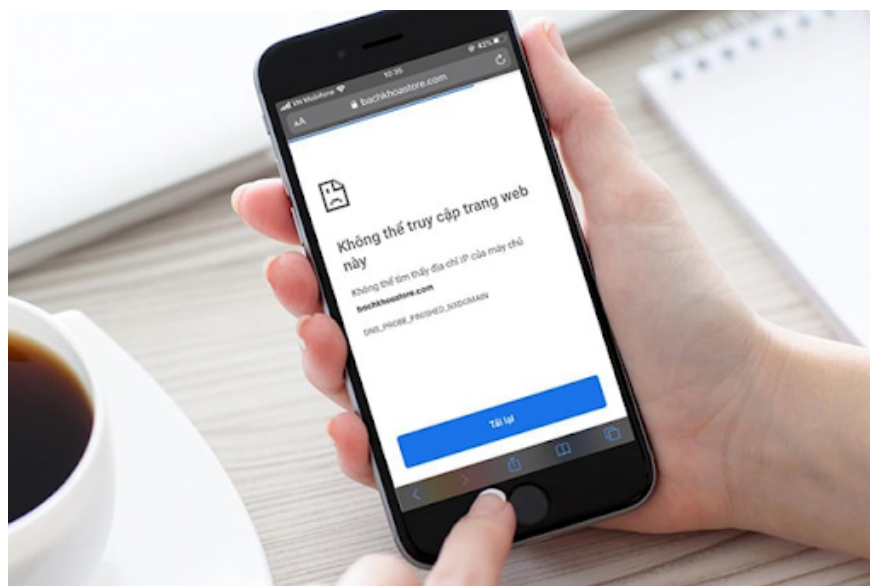 VN Mobifone 10:35 42%
AA bachkhoastore.com
Không thể truy cập trang web
này
Không thể tìm thấy địa chỉ IP của máy chủ
bachkhoastore.com
DNS_PROBE_FINISHED_NXDOMAIN
Tải lại